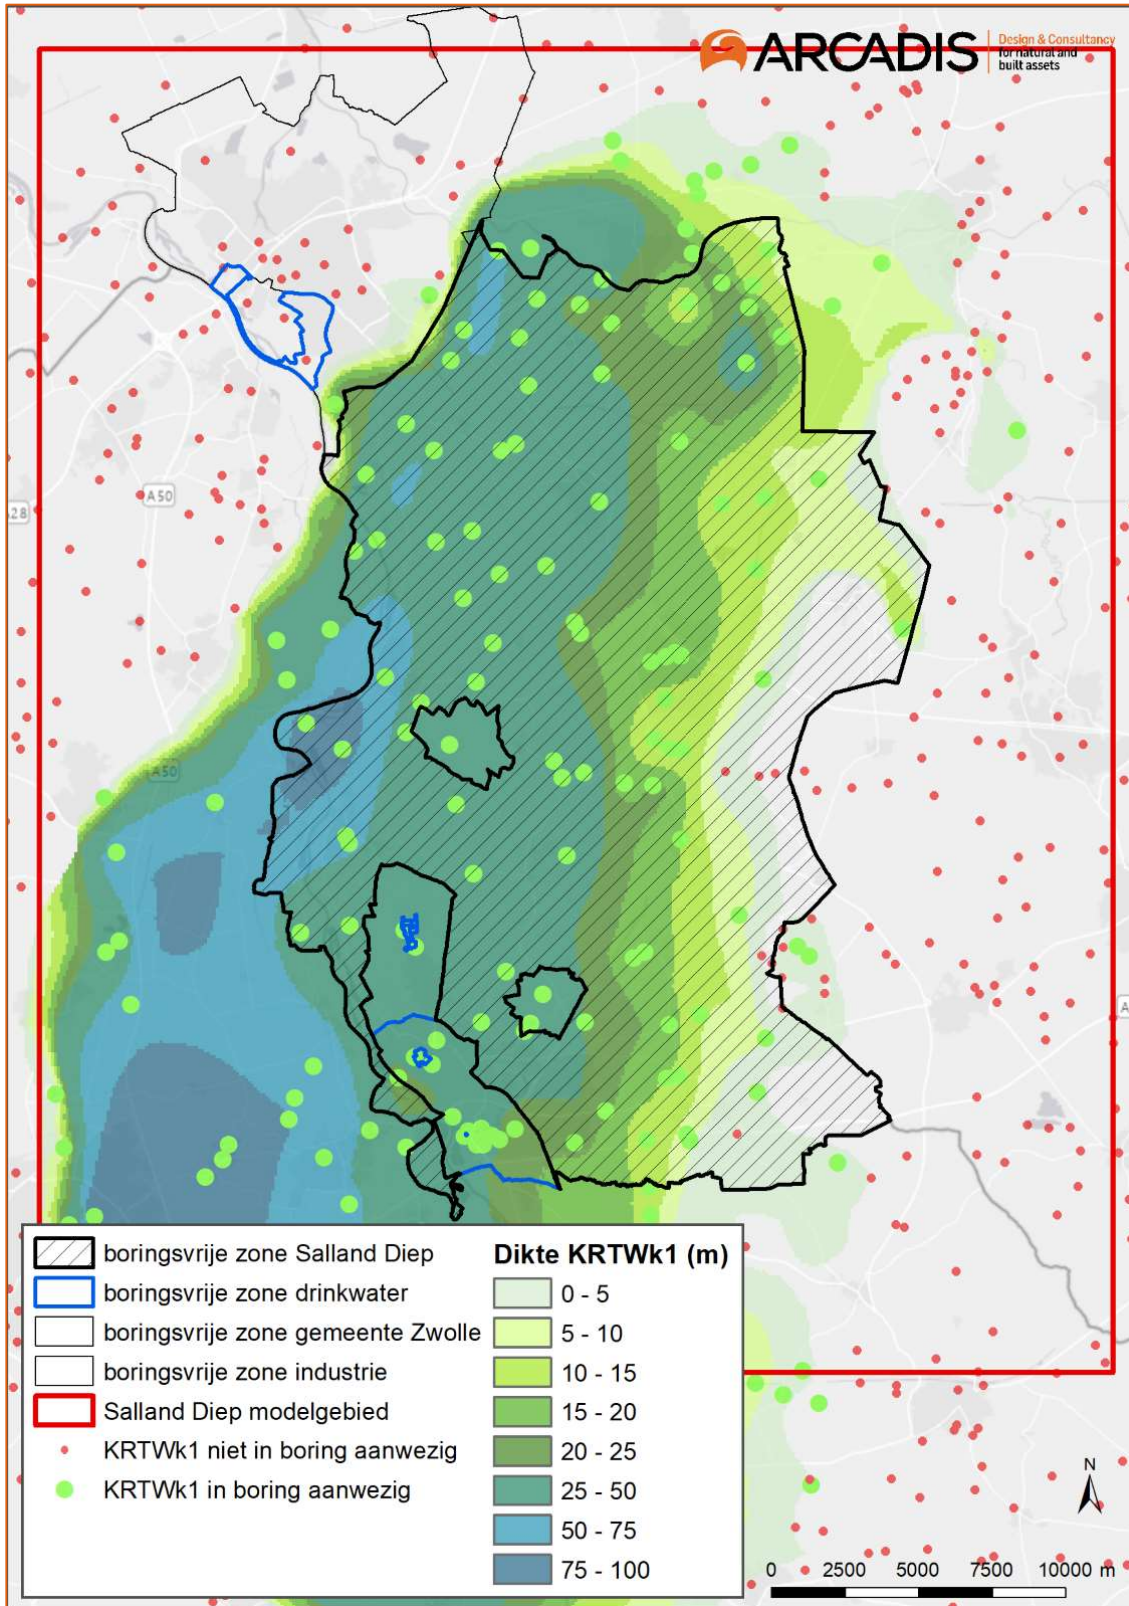 ARCADIS
Design & Consultancy
for natural and
built assets
A50
28
A50
A
boringsvrije zone Salland Diep
boringsvrije zone drinkwater
boringsvrije zone gemeente Zwolle
boringsvrije zone industrie
Salland Diep modelgebied
KRTWk1 niet in boring aanwezig
KRTWk1 in boring aanwezig
Dikte KRTWk1 (m)
0 - 5
5 - 10
10 - 15
15 - 20
20 - 25
25 - 50
50 - 75
75 - 100
N
0 2500 5000 7500 10000 m